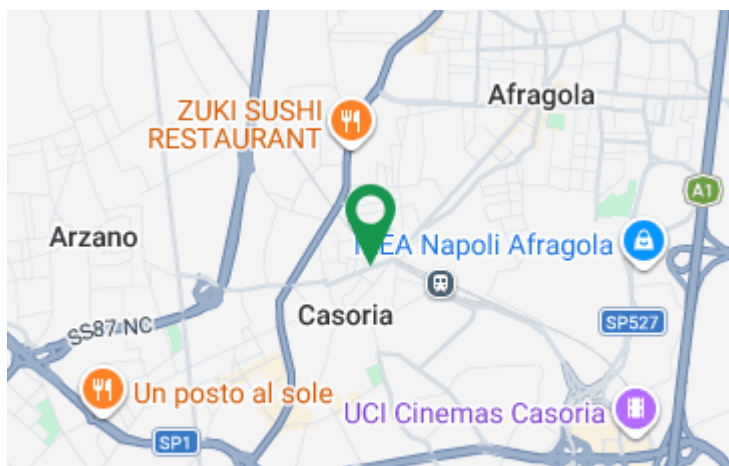 Afragola
ZUKI SUSHI
RESTAURANT
A1
Arzano
Napoli Afragola
Casoria
SS87 NC
SP527
Un posto al sole
UCI Cinemas Casoria
SP1